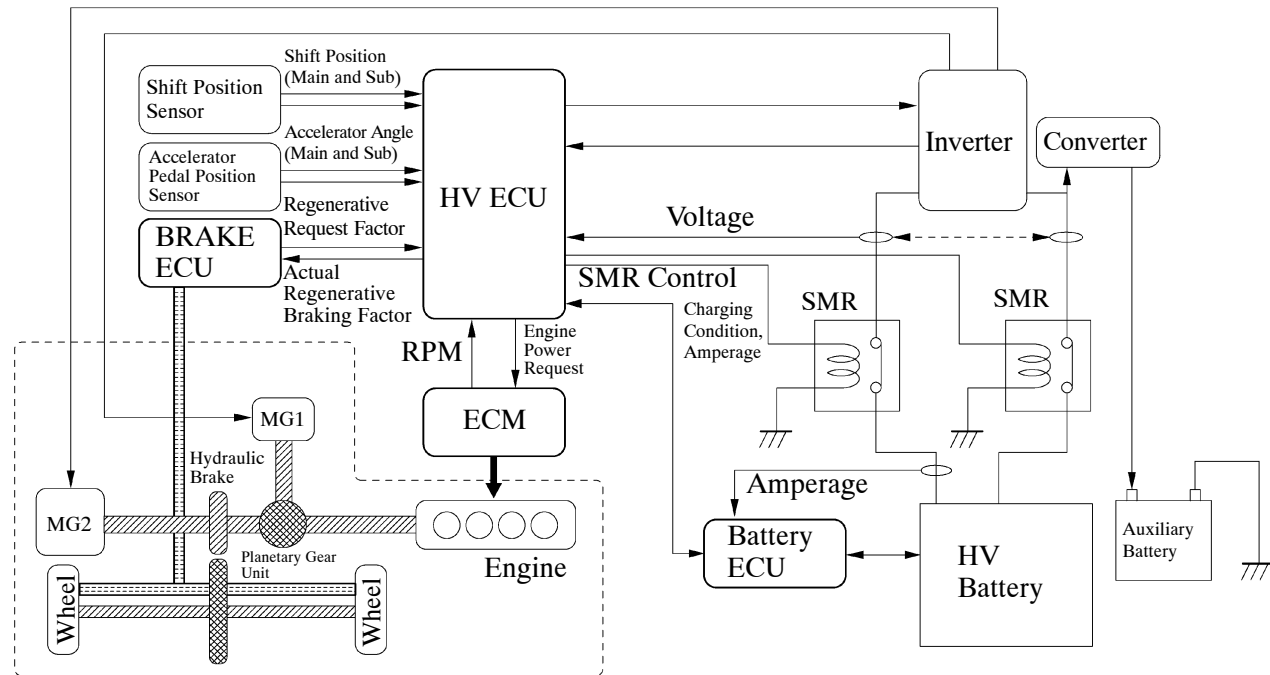 Shift Position
Sensor
Shift Position
(Main and Sub)
Accelerator
Pedal Position
Sensor
Accelerator Angle
(Main and Sub)
BRAKE
ECU
Regenerative
Request Factor
Actual
Regenerative
Braking Factor
HV ECU
Inverter
Converter
Voltage
SMR Control
SMR
SMR
Charging
Condition,
Amperage
RPM
Engine
Power
Request
ECM
MG1
Hydraulic
Brake
MG2
Planetary Gear
Unit
Engine
Wheel
Wheel
Amperage
Battery
ECU
HV
Battery
Auxiliary
Battery